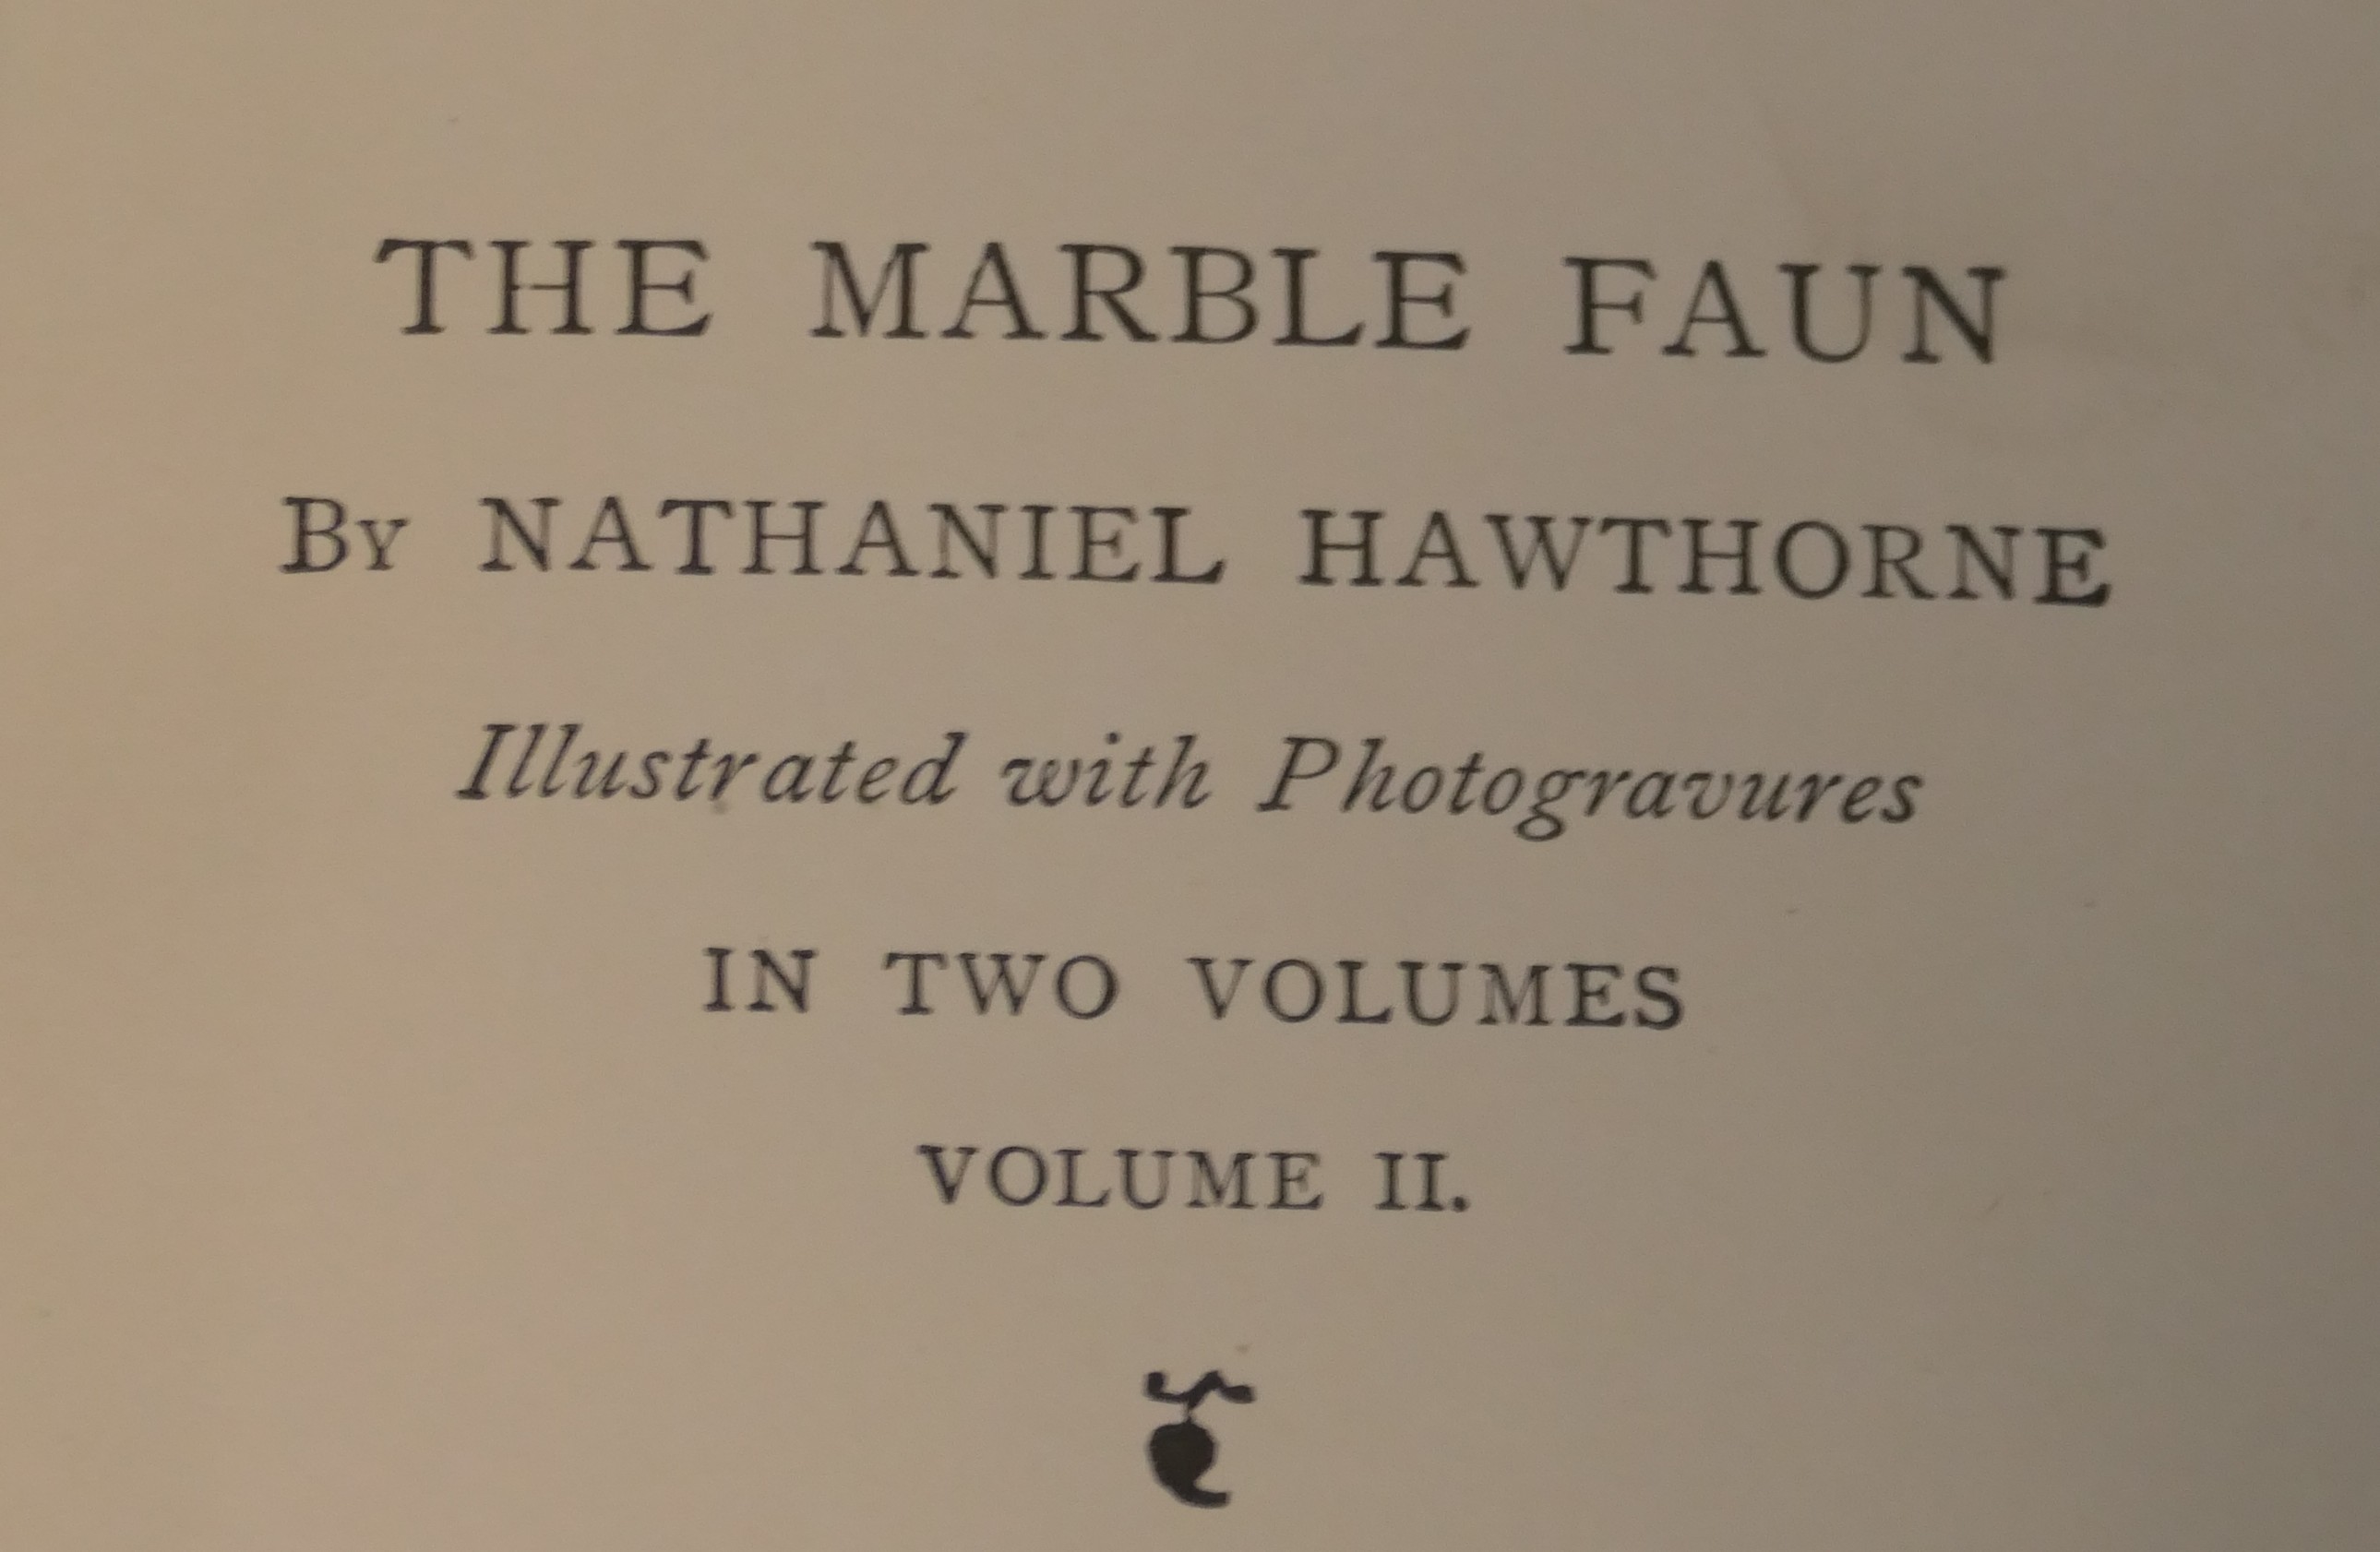 THE MARBLE FAUN
By NATHANIEL HAWTHORNE
Illustrated with Photogravures
IN TWO VOLUMES
VOLUME II.